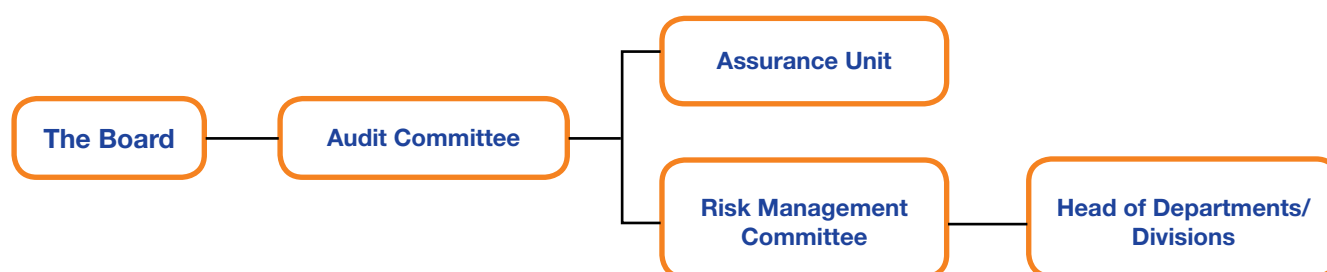 Assurance Unit
The Board
Audit Committee
Risk Management
Committee
Head of Departments/
Divisions